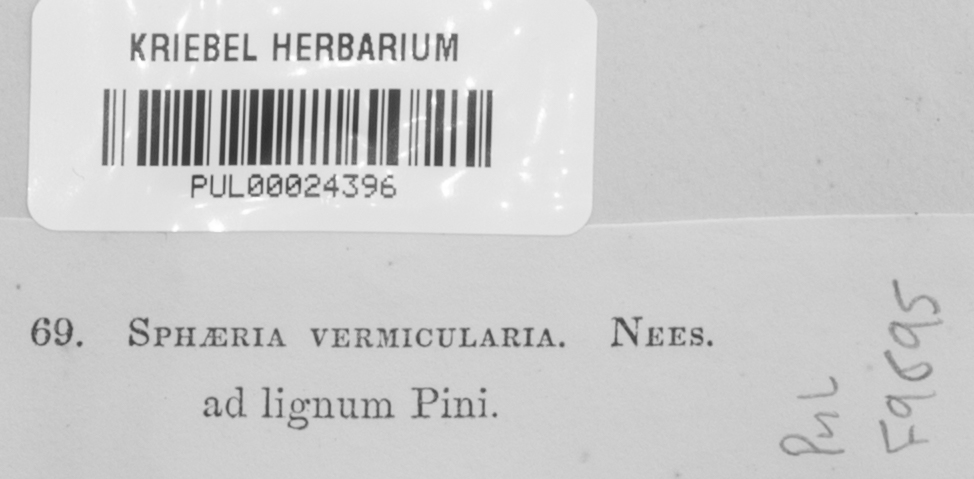 KRIEBEL HERBARIUM
PUL00024396
69. SPHÆRIA VERMICULARIA. NEES.
ad lignum Pini.
PUL
F9695